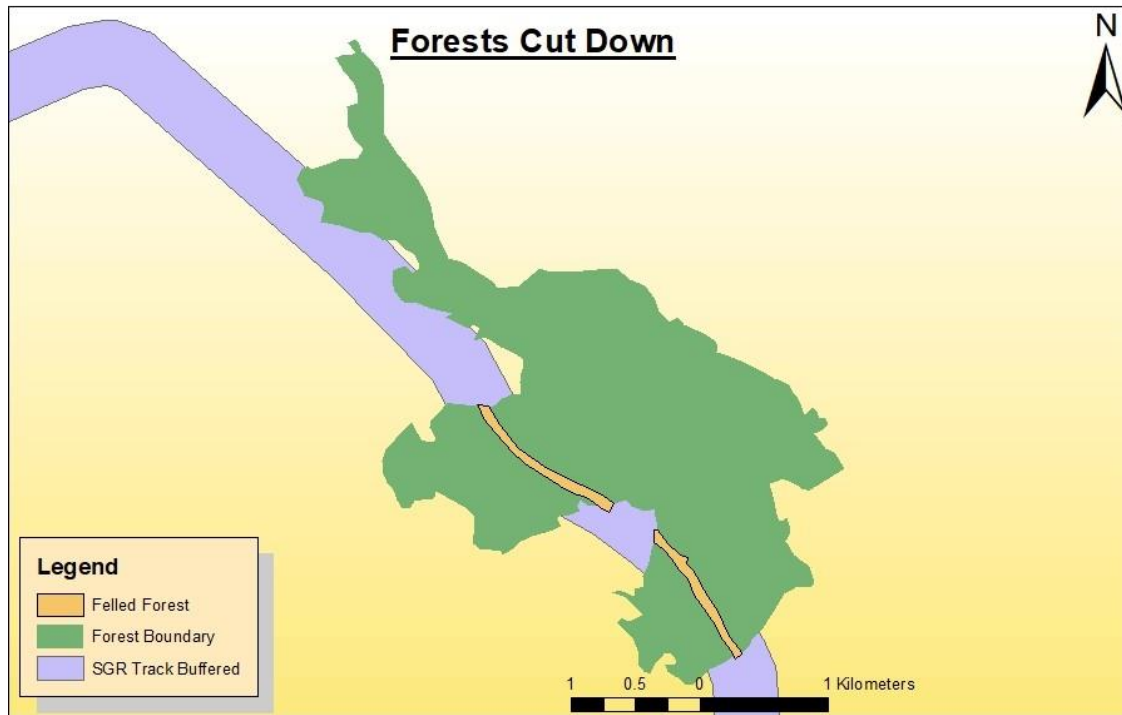 Forests Cut Down
N
Legend
Felled Forest
Forest Boundary
SGR Track Buffered
1 0.5 0 1 Kilometers